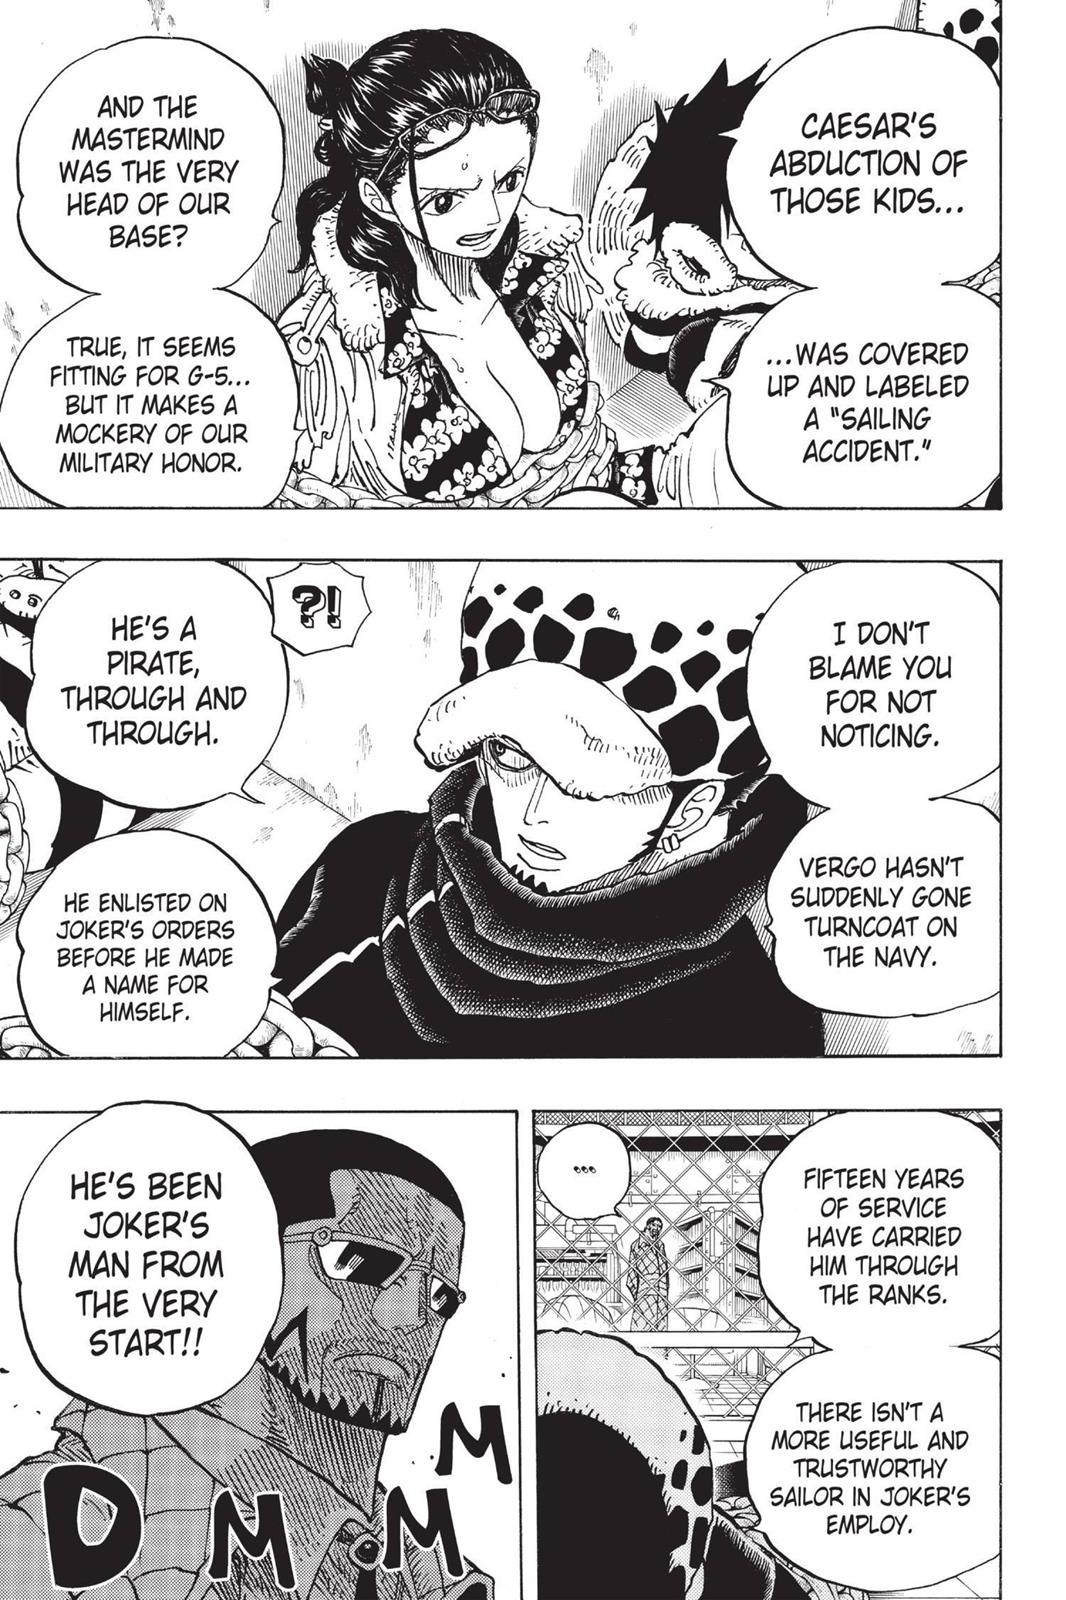 CAESAR'S
ABDUCTION OF
THOSE KIDS...
...WAS COVERED
UP AND LABELED
A "SAILING
ACCIDENT."
AND THE
MASTERMIND
WAS THE VERY
HEAD OF OUR
BASE?
TRUE, IT SEEMS
FITTING FOR G-5...
BUT IT MAKES A
MOCKERY OF OUR
MILITARY HONOR.
I DON'T
BLAME YOU
FOR NOT
NOTICING.
VERGO HASN'T
SUDDENLY GONE
TURNCOAT ON
THE NAVY.
?!
HE'S A
PIRATE,
THROUGH AND
THROUGH.
HE ENLISTED ON
JOKER'S ORDERS
BEFORE HE MADE
A NAME FOR
HIMSELF.
FIFTEEN YEARS
OF SERVICE
HAVE CARRIED
HIM THROUGH
THE RANKS.
...
THERE ISN'T A
MORE USEFUL AND
TRUSTWORTHY
SAILOR IN JOKER'S
EMPLOY.
HE'S BEEN
JOKER'S
MAN FROM
THE VERY
START!!
DMMM